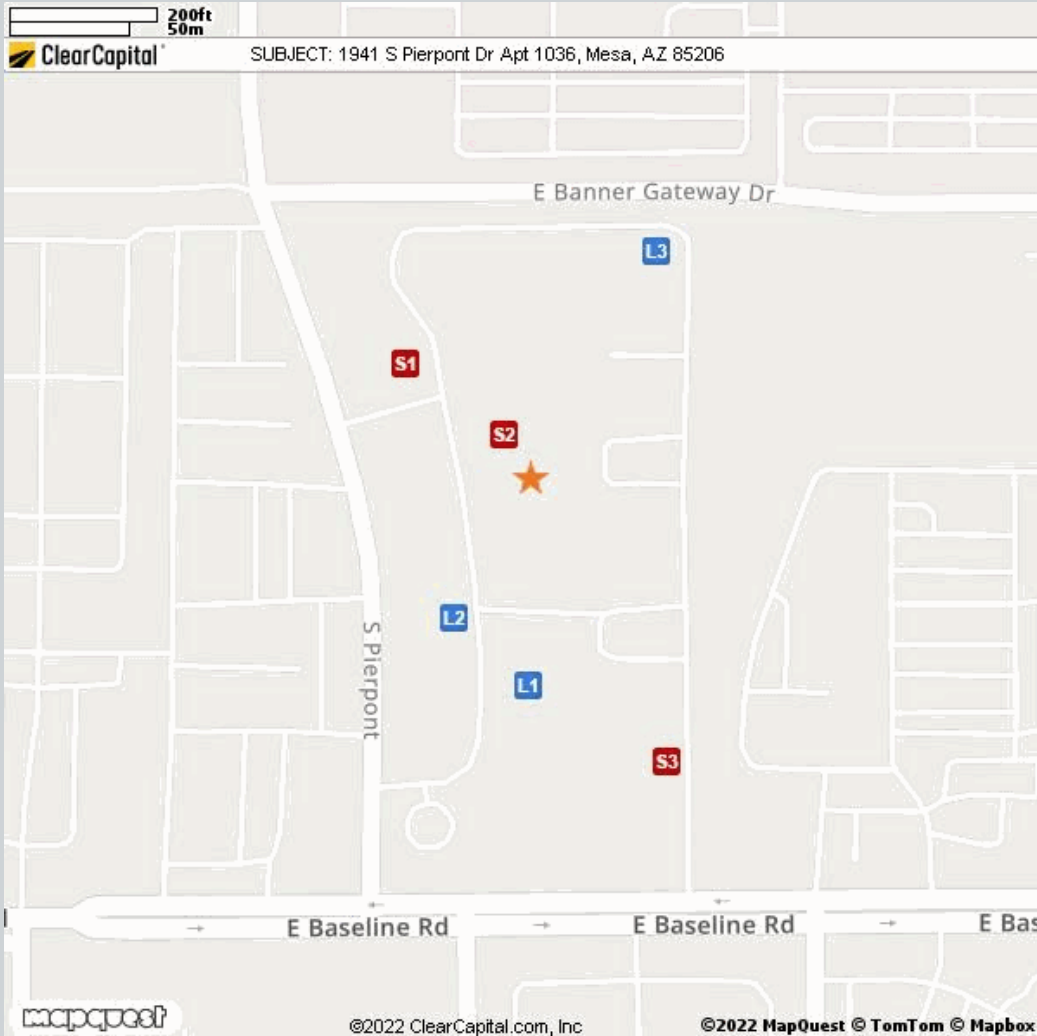 200ft
50m
ClearCapital
SUBJECT: 1941 S Pierpont Dr Apt 1036, Mesa, AZ 85206
E Banner Gateway Dr
L3
S1
S2
L2
S Pierpont
L1
S3
E Baseline Rd
E Baseline Rd
E Bas
mapquest
©2022 ClearCapital.com, Inc
©2022 MapQuest © TomTom © Mapbox